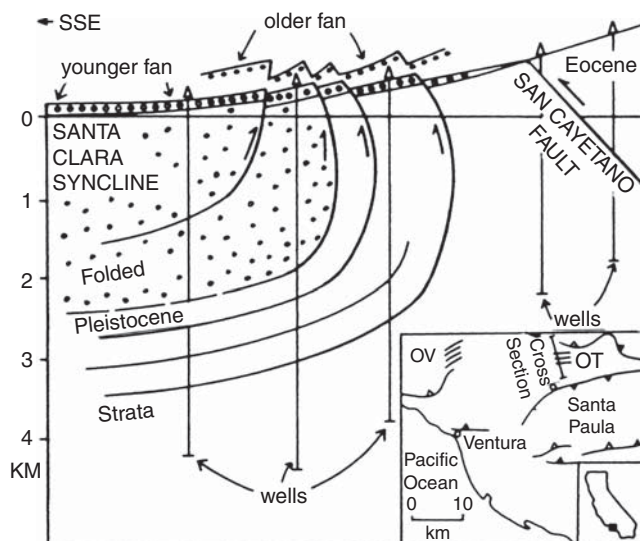 SSE
older fan
younger fan
Eocene
SAN CAYETANO
FAULT
0
SANTA
CLARA
SYNCLINE
1
Folded
2
Pleistocene
wells
3
Strata
4
KM
wells
OV
Cross
Section
OT
Santa
Paula
Ventura
Pacific
Ocean
0 10
km